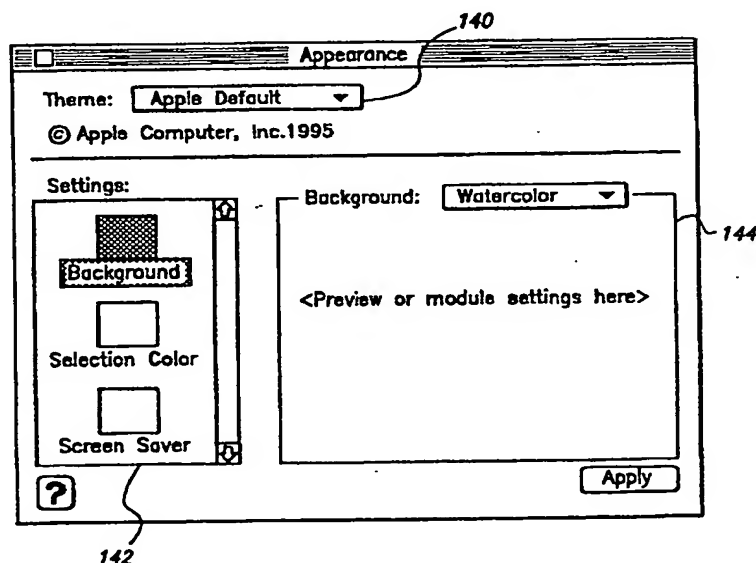 140
Appearance
Theme: Apple Default
© Apple Computer, Inc.1995
Settings:
Background: Watercolor
144
Background
<Preview or module settings here>
Selection Color
Screen Saver
? Apply
142